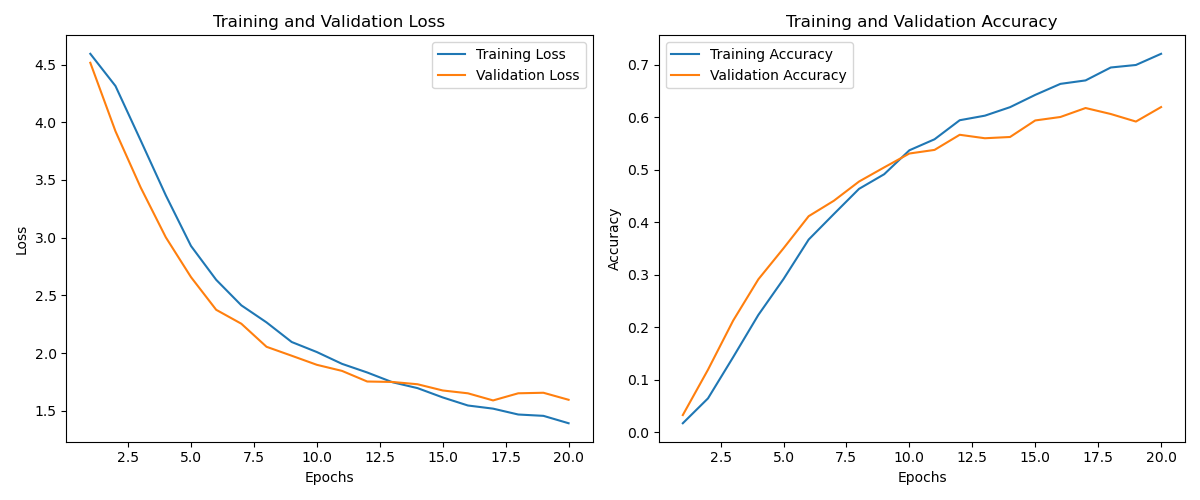 Training and Validation Loss
Training Loss
Validation Loss
4.5
4.0
3.5
3.0
2.5
2.0
1.5
Loss
2.5 5.0 7.5 10.0 12.5 15.0 17.5 20.0
Epochs
Training and Validation Accuracy
Training Accuracy
Validation Accuracy
0.7
0.6
0.5
0.4
0.3
0.2
0.1
0.0
Accuracy
2.5 5.0 7.5 10.0 12.5 15.0 17.5 20.0
Epochs